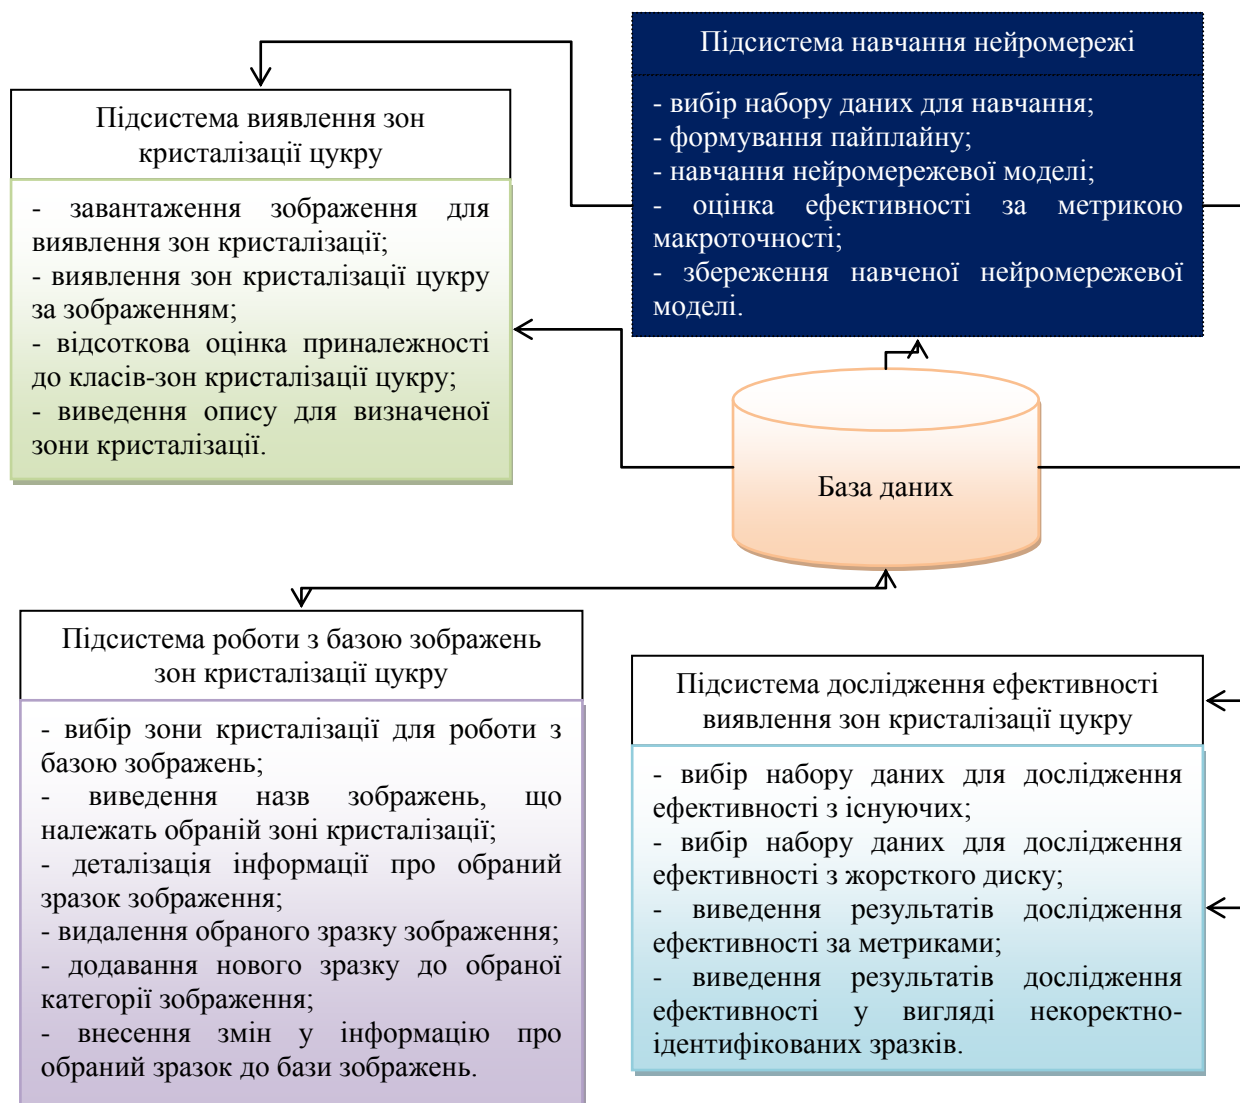 Підсистема навчання нейромережі
- вибір набору даних для навчання;
- формування пайплайну;
- навчання нейромережевої моделі;
- оцінка ефективності за метрикою
макроточності;
- збереження навченої нейромережевої
моделі.
Підсистема виявлення зон
кристалізації цукру
- завантаження зображення для
виявлення зон кристалізації;
- виявлення зон кристалізації цукру
за зображенням;
- відсоткова оцінка приналежності
до класів-зон кристалізації цукру;
- виведення опису для визначеної
зони кристалізації.
База даних
Підсистема роботи з базою зображень
зон кристалізації цукру
- вибір зони кристалізації для роботи з
базою зображень;
- виведення назв зображень, що
належать обраній зоні кристалізації;
- деталізація інформації про обраний
зразок зображення;
- видалення обраного зразку зображення;
- додавання нового зразку до обраної
категорії зображення;
- внесення змін у інформацію про
обраний зразок до бази зображень.
Підсистема дослідження ефективності
виявлення зон кристалізації цукру
- вибір набору даних для дослідження
ефективності з існуючих;
- вибір набору даних для дослідження
ефективності з жорсткого диску;
- виведення результатів дослідження
ефективності за метриками;
- виведення результатів дослідження
ефективності у вигляді некоректно-
ідентифікованих зразків.